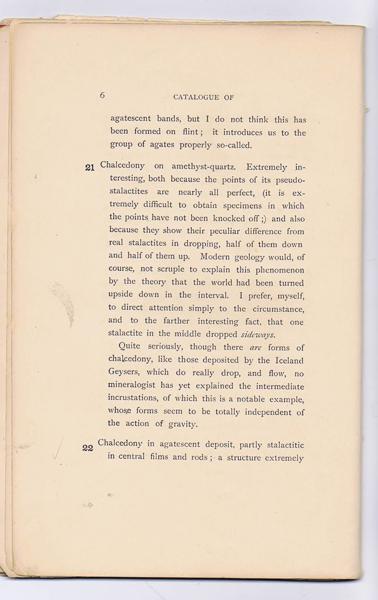 6 CATALOGUE OF
agatescent bands, but I do not think this has
been formed on flint; it introduces us to the
group of agates properly so-called.
21 Chalcedony on amethyst-quartz. Extremely in-
teresting, both because the points of its pseudo-
stalactites are nearly all perfect, (it is ex-
tremely difficult to obtain specimens in which
the points have not been knocked off;) and also
because they show their peculiar difference from
real stalactites in dropping, half of them down
and half of them up. Modern geology would, of
course, not scruple to explain this phenomenon
by the theory that the world had been turned
upside down in the interval. I prefer, myself,
to direct attention simply to the circumstance,
and to the farther interesting fact, that one
stalactite in the middle dropped sideways.
Quite seriously, though there are forms of
chalcedony, like those deposited by the Iceland
Geysers, which do really drop, and flow, no
mineralogist has yet explained the intermediate
incrustations, of which this is a notable example,
whose forms seem to be totally independent of
the action of gravity.
22 Chalcedony in agatescent deposit, partly stalactitic
in central films and rods; a structure extremely